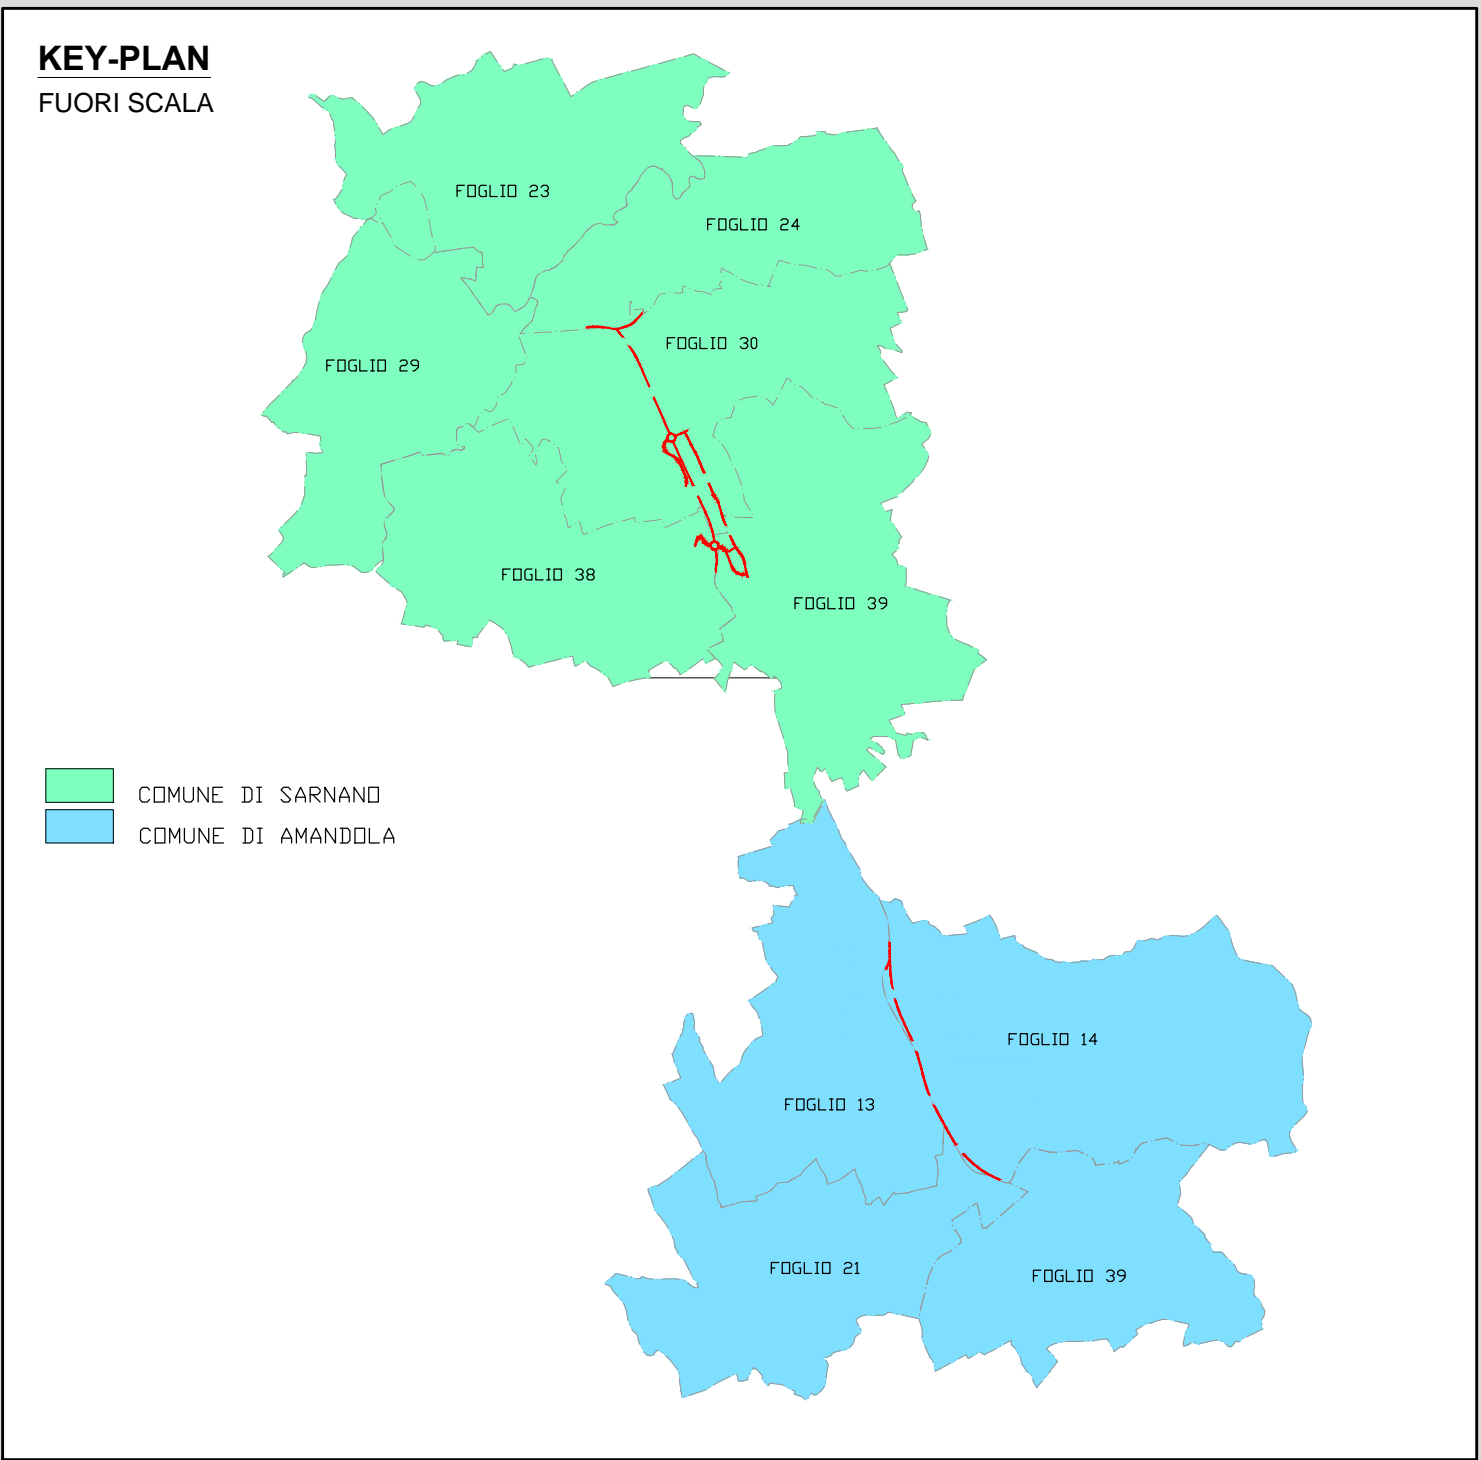 KEY-PLAN
FUORI SCALA
FOGLIO 23
FOGLIO 24
FOGLIO 30
FOGLIO 29
FOGLIO 38
FOGLIO 39
COMUNE DI SARNANO
COMUNE DI AMANDOLA
FOGLIO 14
FOGLIO 13
FOGLIO 21
FOGLIO 39